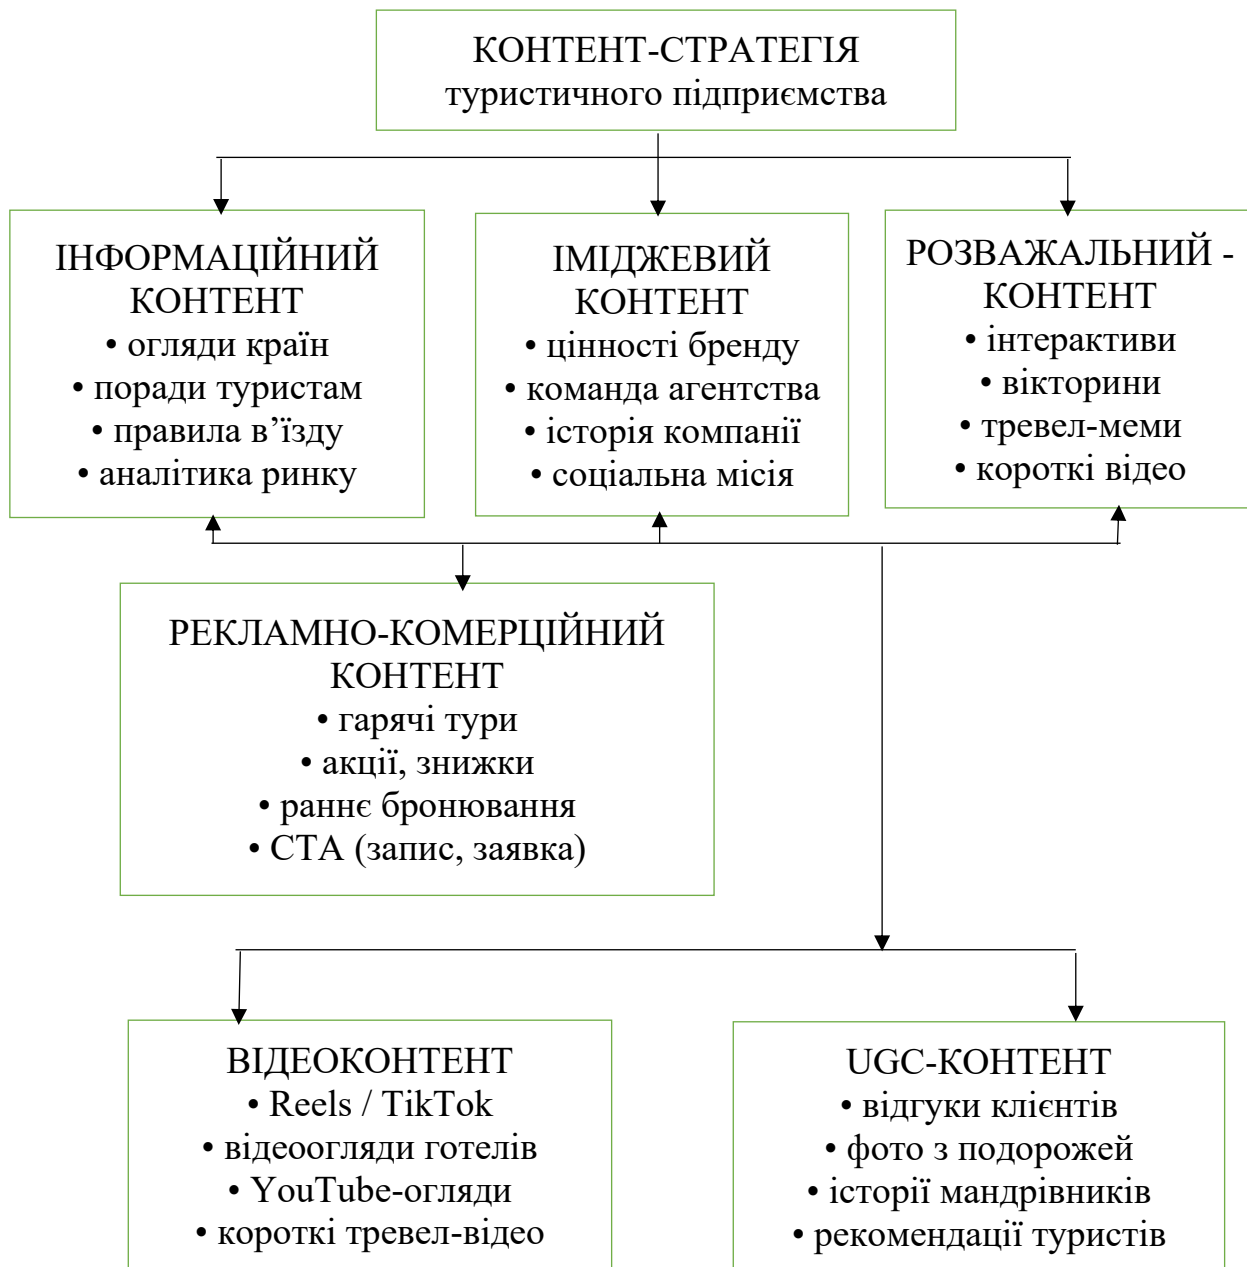 КОНТЕНТ-СТРАТЕГІЯ
туристичного підприємства
ІНФОРМАЦІЙНИЙ
КОНТЕНТ
• огляди країн
• поради туристам
• правила в’їзду
• аналітика ринку
ІМІДЖЕВИЙ
КОНТЕНТ
• цінності бренду
• команда агентства
• історія компанії
• соціальна місія
РОЗВАЖАЛЬНИЙ -
КОНТЕНТ
• інтерактиви
• вікторини
• тревел-меми
• короткі відео
РЕКЛАМНО-КОМЕРЦІЙНИЙ
КОНТЕНТ
• гарячі тури
• акції, знижки
• раннє бронювання
• CTA (запис, заявка)
ВІДЕОКОНТЕНТ
• Reels / TikTok
• відеоогляди готелів
• YouTube-огляди
• короткі тревел-відео
UGC-КОНТЕНТ
• відгуки клієнтів
• фото з подорожей
• історії мандрівників
• рекомендації туристів